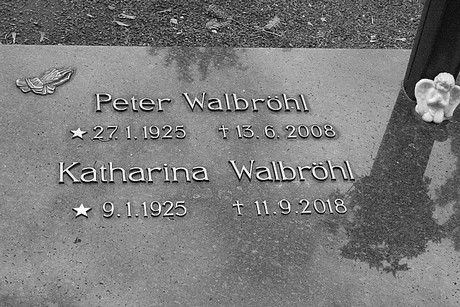 Peter Walbröhl
★ 27.1.1925 † 13.6.2008
Katharina Walbröhl
★ 9.1.1925 † 11.9.2018